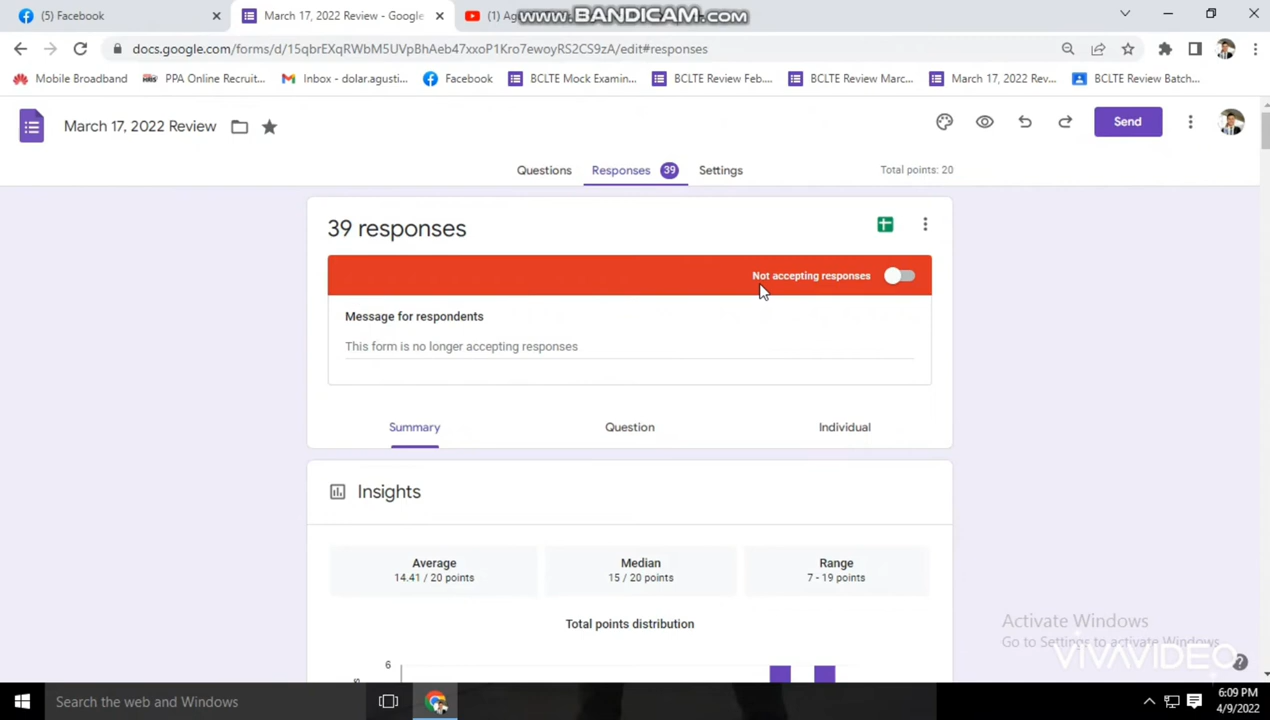 (5) Facebook
March 17, 2022 Review - Google
(1) Ag
www.BANDICAM.com
docs.google.com/forms/d/15qbrEXqRWbM5UVpBhAeb47xxoP1Kro7ewoyRS2CS9zA/edit#responses
Mobile Broadband
PPA Online Recruit...
Inbox - dolar.agusti...
Facebook
BCLTE Mock Examin...
BCLTE Review Feb....
BCLTE Review Marc...
March 17, 2022 Rev...
BCLTE Review Batch...
March 17, 2022 Review
Send
Questions
Responses 39
Settings
Total points: 20
39 responses
Not accepting responses
Message for respondents
This form is no longer accepting responses
Summary
Question
Individual
Insights
Average
14.41 / 20 points
Median
15 / 20 points
Range
7 - 19 points
Total points distribution
6
Activate Windows
Go to Settings to activate Windows.
VIVAVIDEO
Search the web and Windows
6:09 PM
4/9/2022